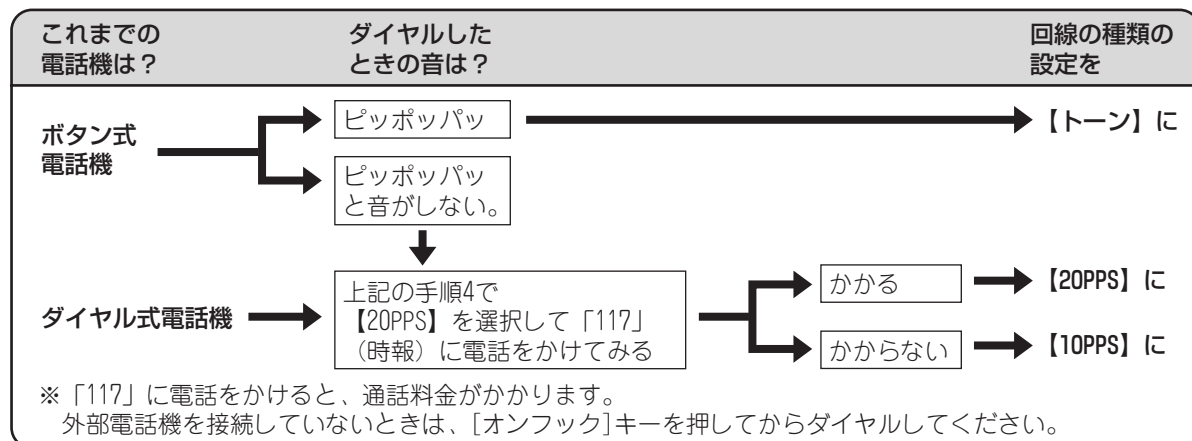 これまでの
電話機は？
ダイヤルした
ときの音は？
回線の種類の
設定を
ボタン式
電話機
ピッポッパッ
【トーン】に
ピッポッパッ
と音がしない。
ダイヤル式電話機
上記の手順4で
【20PPS】を選択して「117」
（時報）に電話をかけてみる
かかる
【20PPS】に
かからない
【10PPS】に
※「117」に電話をかけると、通話料金がかかります。
外部電話機を接続していないときは、[オンフック]キーを押してからダイヤルしてください。